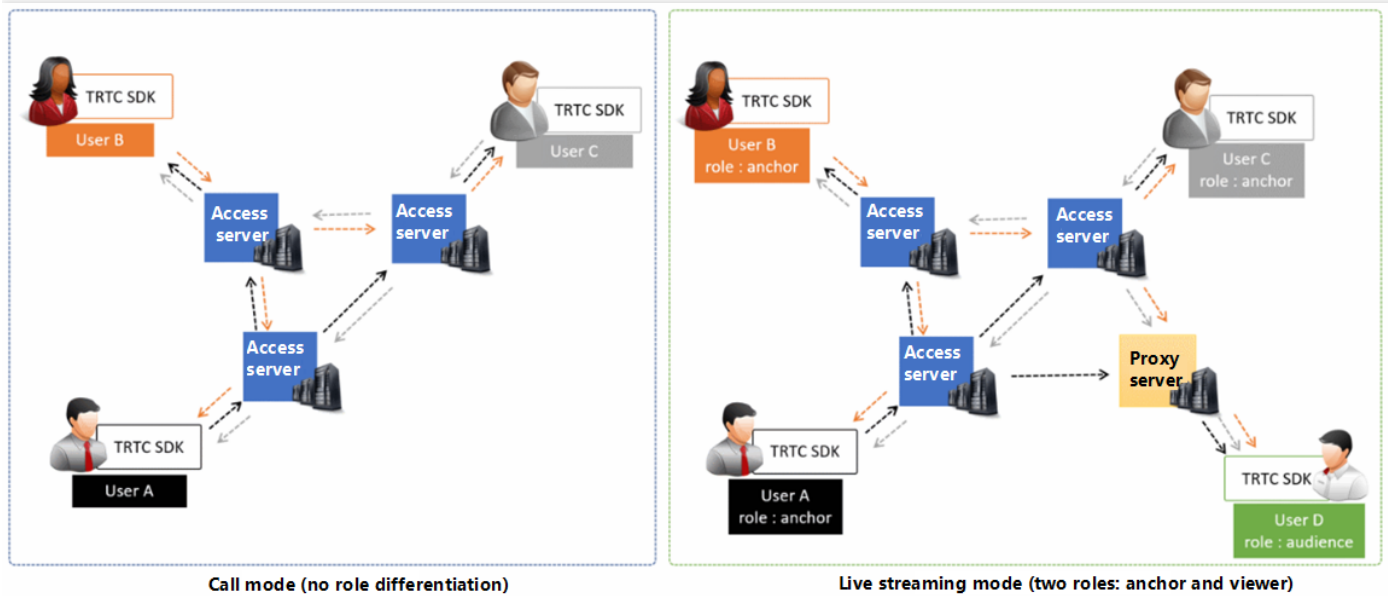 TRTC SDK
User B
TRTC SDK
User C
Access
server
Access
server
Access
server
TRTC SDK
User A
Call mode (no role differentiation)
TRTC SDK
User B
role : anchor
TRTC SDK
User C
role : anchor
Access
server
Access
server
Access
server
Proxy
server
TRTC SDK
User A
role : anchor
TRTC SDK
User D
role : audience
Live streaming mode (two roles: anchor and viewer)